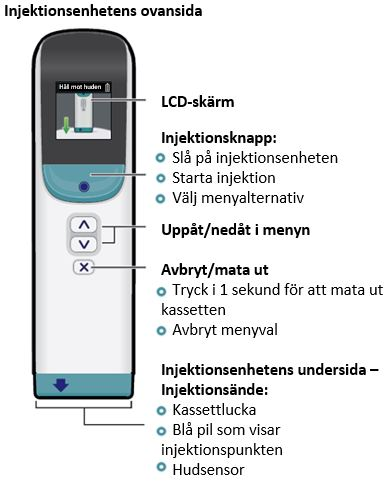 Injektionsenhetens ovansida
Håll mot huden
LCD-skärm
Injektionsknapp:
Slå på injektionsenheten
Starta injektion
Välj menyalternativ
Uppåt/nedåt i menyn
Avbryt/mata ut
Tryck i 1 sekund för att mata ut
kassetten
Avbryt menyval
Injektionsenhetens undersida –
Injektionsände:
Kassettlucka
Blå pil som visar
injektionspunkten
Hudsensor